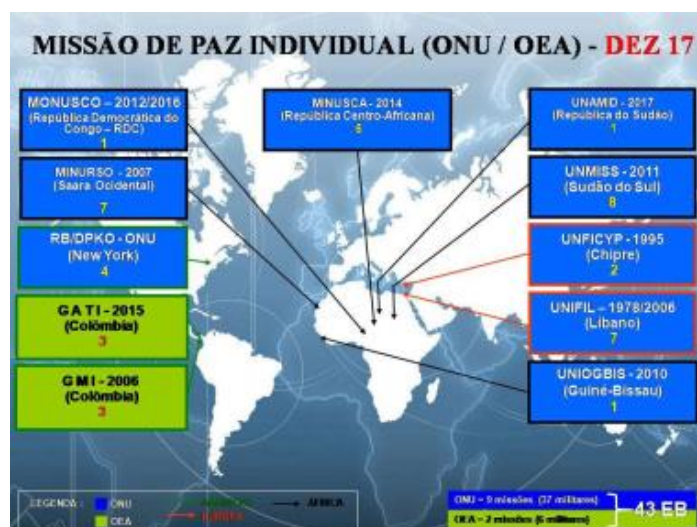 MISSÃO DE PAZ INDIVIDUAL (ONU / OEA) - DEZ 17
MONUSCO – 2012/2016
(República Democrática do
Congo – RDC)
1
MINUSCA - 2014
(República Centro-Africana)
6
UNAMID - 2017
(República do Sudão)
1
MINURSO - 2007
(Saara Ocidental)
7
UNMISS - 2011
(Sudão do Sul)
8
RB/DPKO - ONU
(New York)
4
UNFICYP - 1995
(Chipre)
2
GATI - 2015
(Colômbia)
3
UNIFIL – 1978/2006
(Líbano)
7
GMI - 2006
(Colômbia)
3
UNIOGBIS - 2010
(Guiné-Bissau)
1
LEGENDA :
ONU
OEA
ÁFRICA
ONU = 9 missões (37 militares)
OEA = 2 missões (6 militares)
43 EB